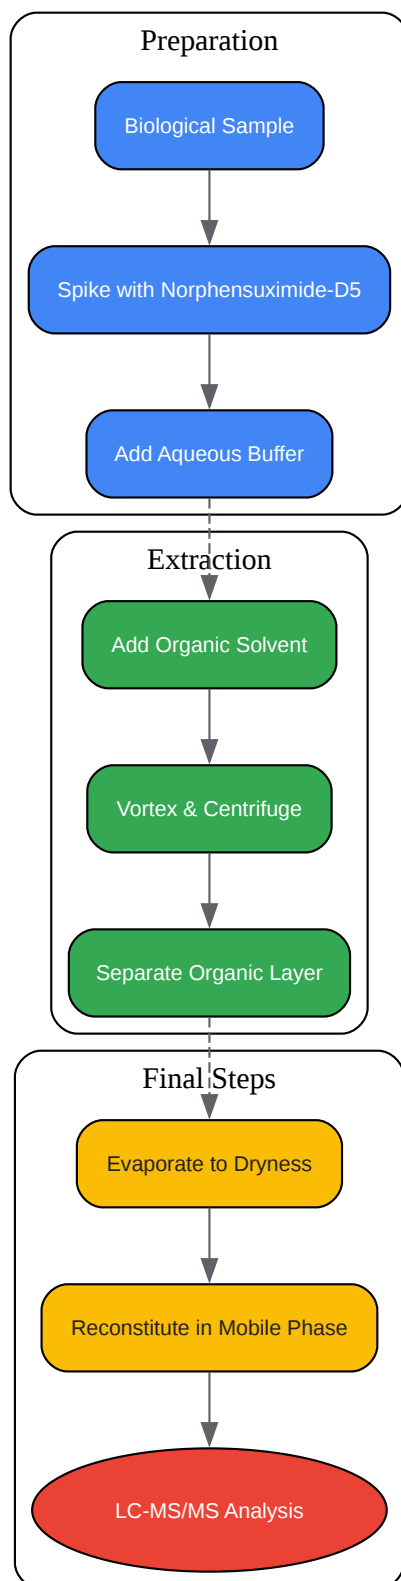 Preparation
Biological Sample
Spike with Norphensuximide-D5
Add Aqueous Buffer
Extraction
Add Organic Solvent
Vortex & Centrifuge
Separate Organic Layer
Final Steps
Evaporate to Dryness
Reconstitute in Mobile Phase
LC-MS/MS Analysis